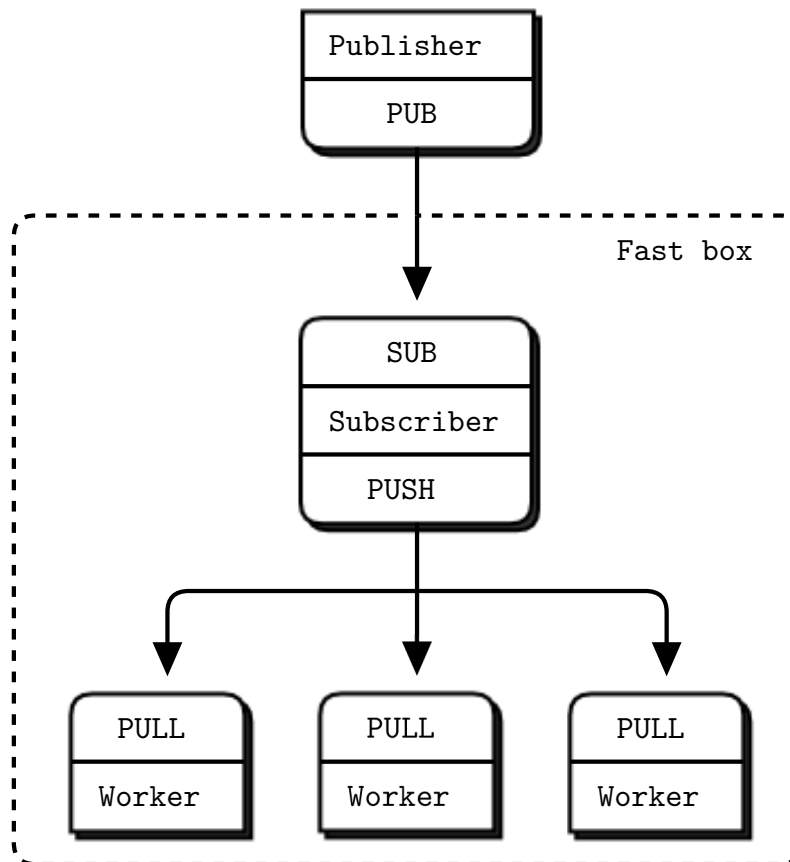 Publisher
PUB
Fast box
SUB
Subscriber
PUSH
PULL
PULL
PULL
Worker
Worker
Worker